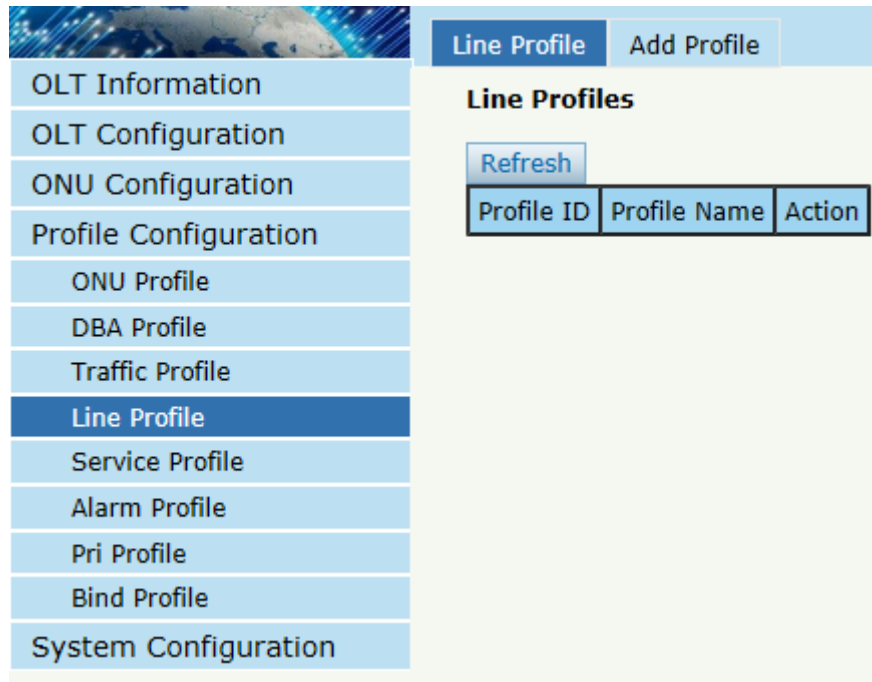 Line Profile Add Profile
OLT Information
OLT Configuration
ONU Configuration
Profile Configuration
ONU Profile
DBA Profile
Traffic Profile
Line Profile
Service Profile
Alarm Profile
Pri Profile
Bind Profile
System Configuration
Line Profiles
Refresh
Profile ID Profile Name Action